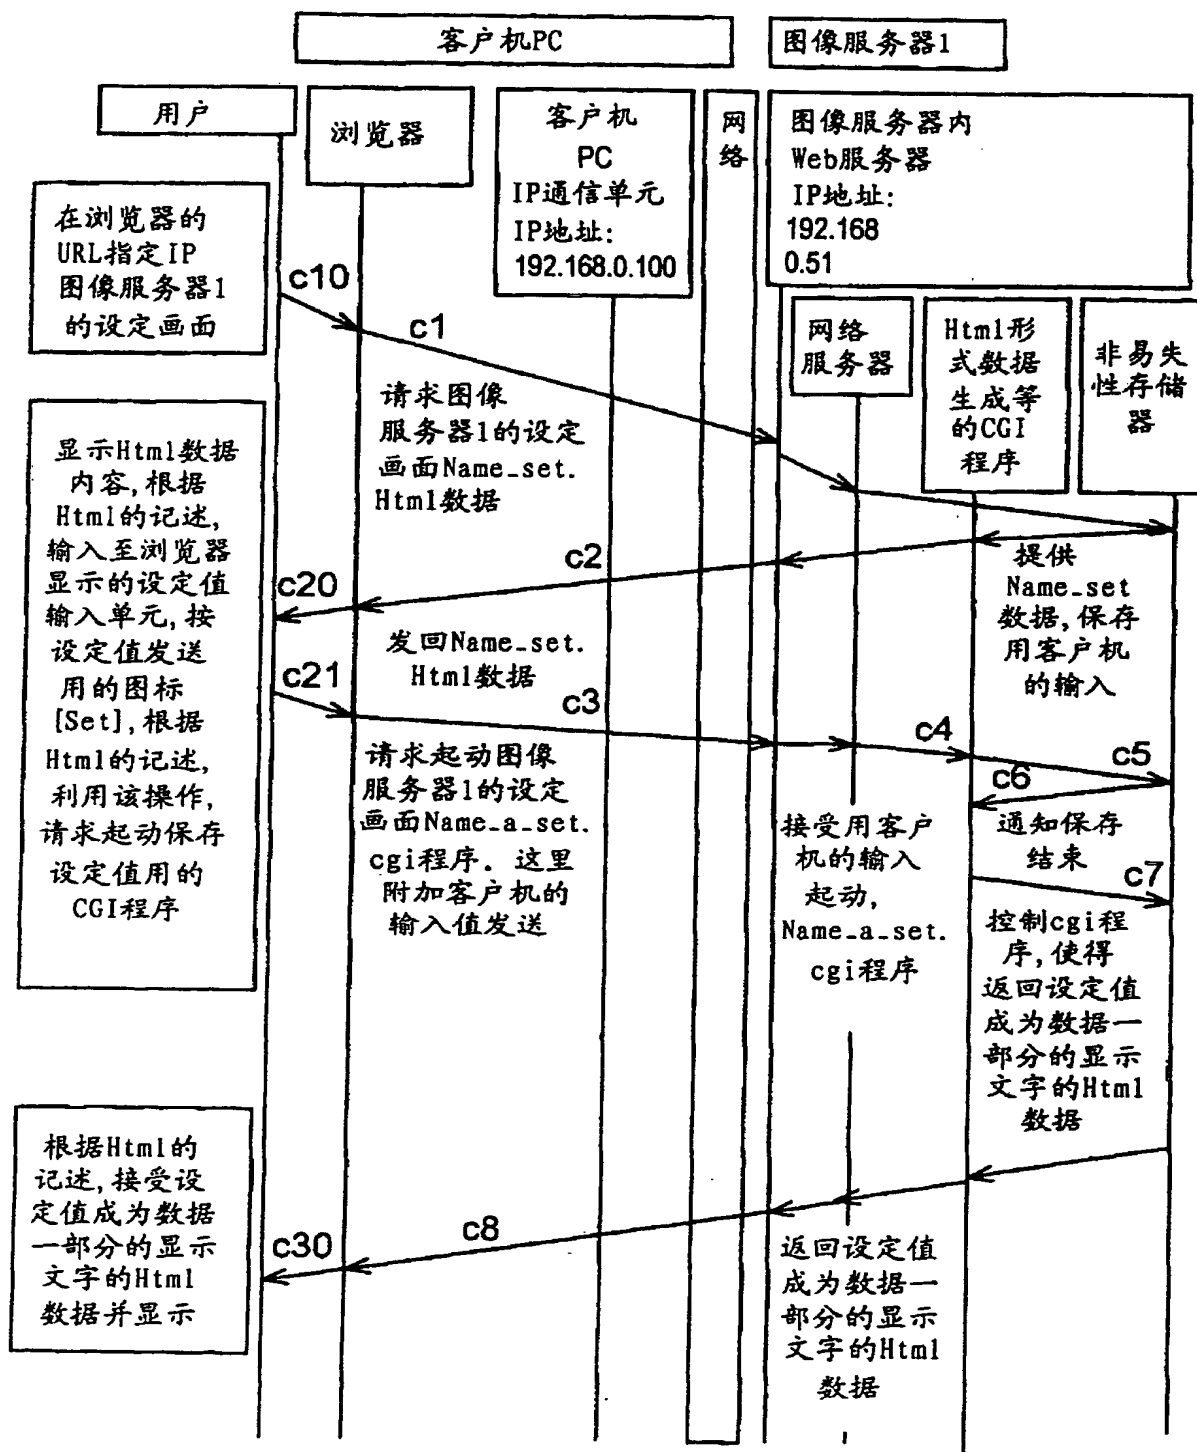 客户机PC
图像服务器1
用户
浏览器
客户机
PC
IP通信单元
IP地址:
192.168.0.100
网
络
图像服务器内
Web服务器
IP地址:
192.168
0.51
网络
服务器
Html形
式数据
生成等
的CGI
程序
非易失
性存储
器
在浏览器的
URL指定IP
图像服务器1
的设定画面
c10
c1
请求图像
服务器1的设定
画面Name_set.
Html数据
显示Html数据
内容,根据
Html的记述,
输入至浏览器
显示的设定值
输入单元,按
设定值发送
用的图标
[Set],根据
Html的记述,
利用该操作,
请求起动保存
设定值用的
CGI程序
c2
c20
提供
Name_set
数据,保存
用客户机
的输入
发回Name_set.
Html数据
c21
c3
c4
c5
c6
请求起动图像
服务器1的设定
画面Name_a_set.
cgi程序. 这里
附加客户机的
输入值发送
接受用客户
机的输入
起动,
Name_a_set.
cgi程序
通知保存
结束
c7
控制cgi程
序,使得
返回设定值
成为数据一
部分的显示
文字的Html
数据
根据Html的
记述,接受设
定值成为数据
一部分的显示
文字的Html
数据并显示
c30
c8
返回设定值
成为数据一
部分的显示
文字的Html
数据